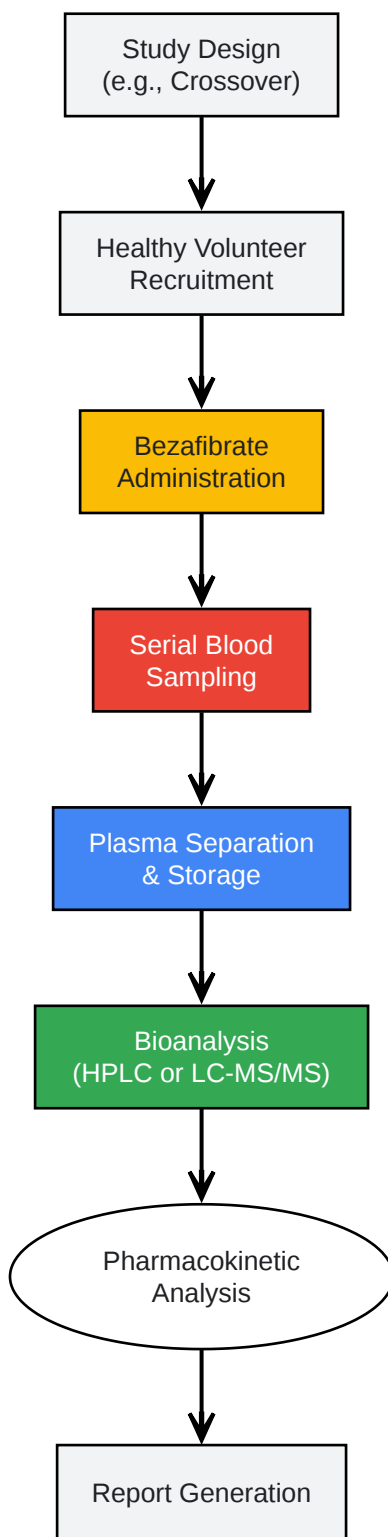 Study Design
(e.g., Crossover)
Healthy Volunteer
Recruitment
Bezafibrate
Administration
Serial Blood
Sampling
Plasma Separation
& Storage
Bioanalysis
(HPLC or LC-MS/MS)
Pharmacokinetic
Analysis
Report Generation